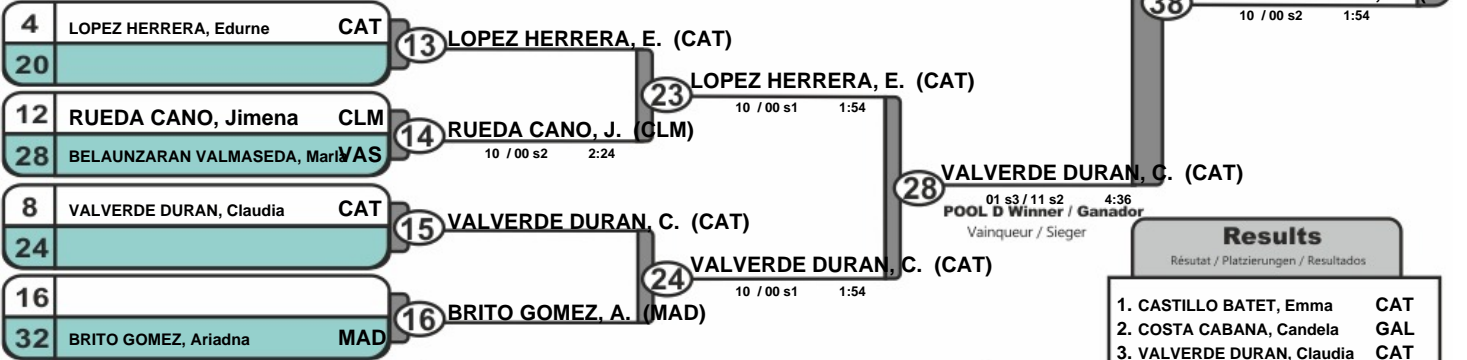 4 LOPEZ HERRERA, Edurne CAT
20
12 RUEDA CANO, Jimena CLM
28 BELAUNZARAN VALMASEDA, Marla VAS
8 VALVERDE DURAN, Claudia CAT
24
16
32 BRITO GOMEZ, Ariadna MAD
13 LOPEZ HERRERA, E. (CAT)
14 RUEDA CANO, J. (CLM)
10 / 00 s2 2:24
15 VALVERDE DURAN, C. (CAT)
16 BRITO GOMEZ, A. (MAD)
23 LOPEZ HERRERA, E. (CAT)
10 / 00 s1 1:54
24 VALVERDE DURAN, C. (CAT)
10 / 00 s1 1:54
28 VALVERDE DURAN, C. (CAT)
01 s3 / 11 s2 4:36
POOL D Winner / Ganador
Vainqueur / Sieger
38
10 / 00 s2 1:54
Results
Résutat / Platzierungen / Resultados
1. CASTILLO BATET, Emma CAT
2. COSTA CABANA, Candela GAL
3. VALVERDE DURAN, Claudia CAT